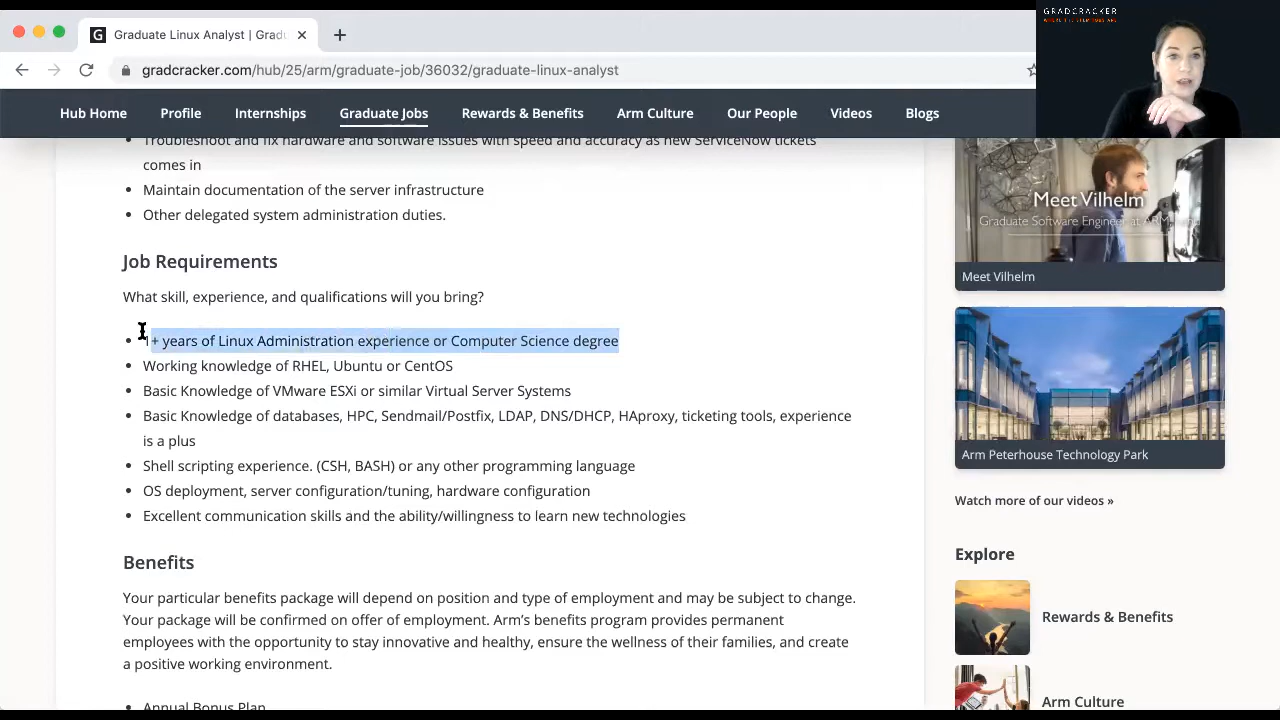 GRADCRACKER
Graduate Linux Analyst | Gradu
gradcracker.com/hub/25/arm/graduate-job/36032/graduate-linux-analyst
Hub Home Profile Internships Graduate Jobs Rewards & Benefits Arm Culture Our People Videos Blogs
Troubleshoot and fix hardware and software issues with speed and accuracy as new ServiceNow tickets
comes in
Maintain documentation of the server infrastructure
Other delegated system administration duties.
Job Requirements
What skill, experience, and qualifications will you bring?
1+ years of Linux Administration experience or Computer Science degree
Working knowledge of RHEL, Ubuntu or CentOS
Basic Knowledge of VMware ESXi or similar Virtual Server Systems
Basic Knowledge of databases, HPC, Sendmail/Postfix, LDAP, DNS/DHCP, HAproxy, ticketing tools, experience
is a plus
Shell scripting experience. (CSH, BASH) or any other programming language
OS deployment, server configuration/tuning, hardware configuration
Excellent communication skills and the ability/willingness to learn new technologies
Benefits
Your particular benefits package will depend on position and type of employment and may be subject to change.
Your package will be confirmed on offer of employment. Arm’s benefits program provides permanent
employees with the opportunity to stay innovative and healthy, ensure the wellness of their families, and create
a positive working environment.
Annual Bonus Plan
Meet Vilhelm
Graduate Software Engineer at ARM,
Meet Vilhelm
Arm Peterhouse Technology Park
Watch more of our videos »
Explore
Rewards & Benefits
Arm Culture